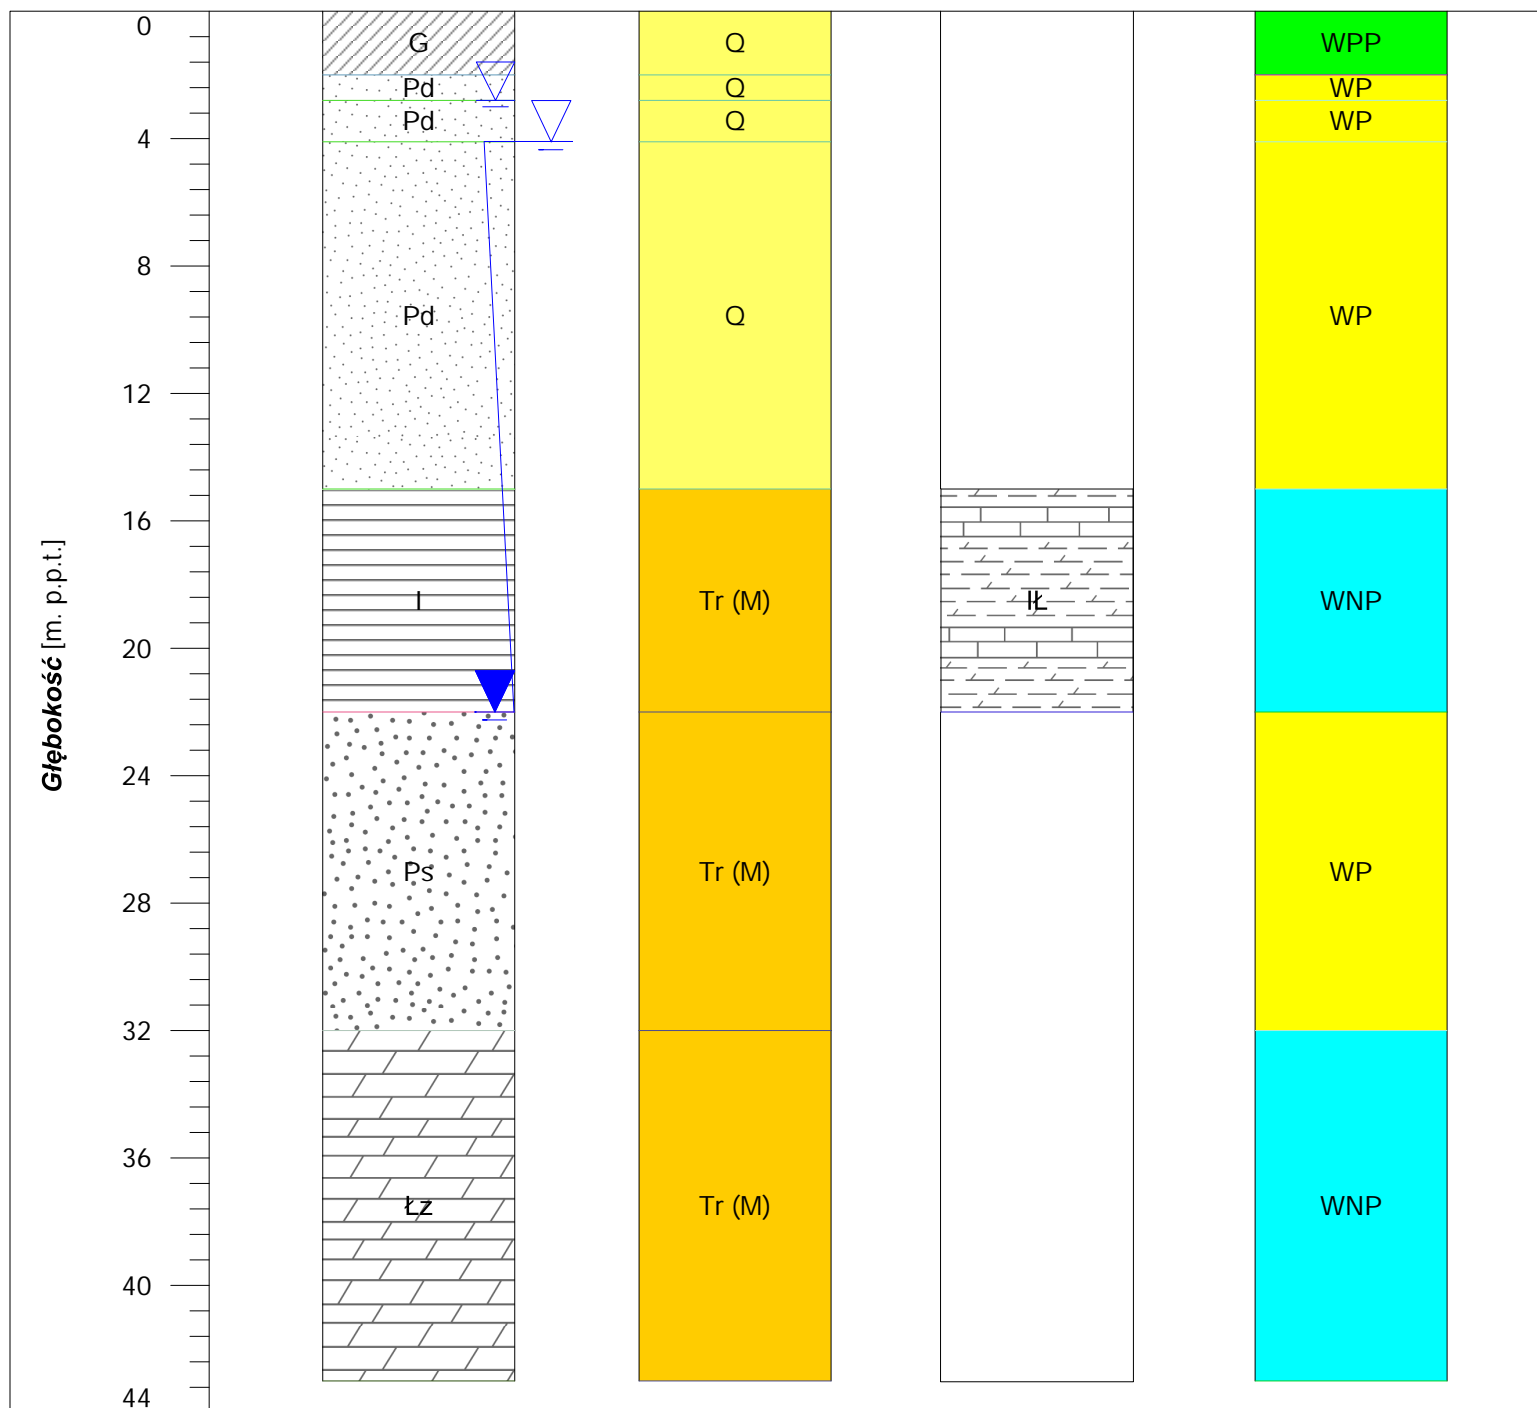 0
G Q WPP
Pd Q WP
Pd Q WP
4
8
Pd Q WP
12
16
I Tr (M) IŁ WNP
20
Głębokość [m. p.p.t.]
24
Ps Tr (M) WP
28
32
36
Łz Tr (M) WNP
40
44